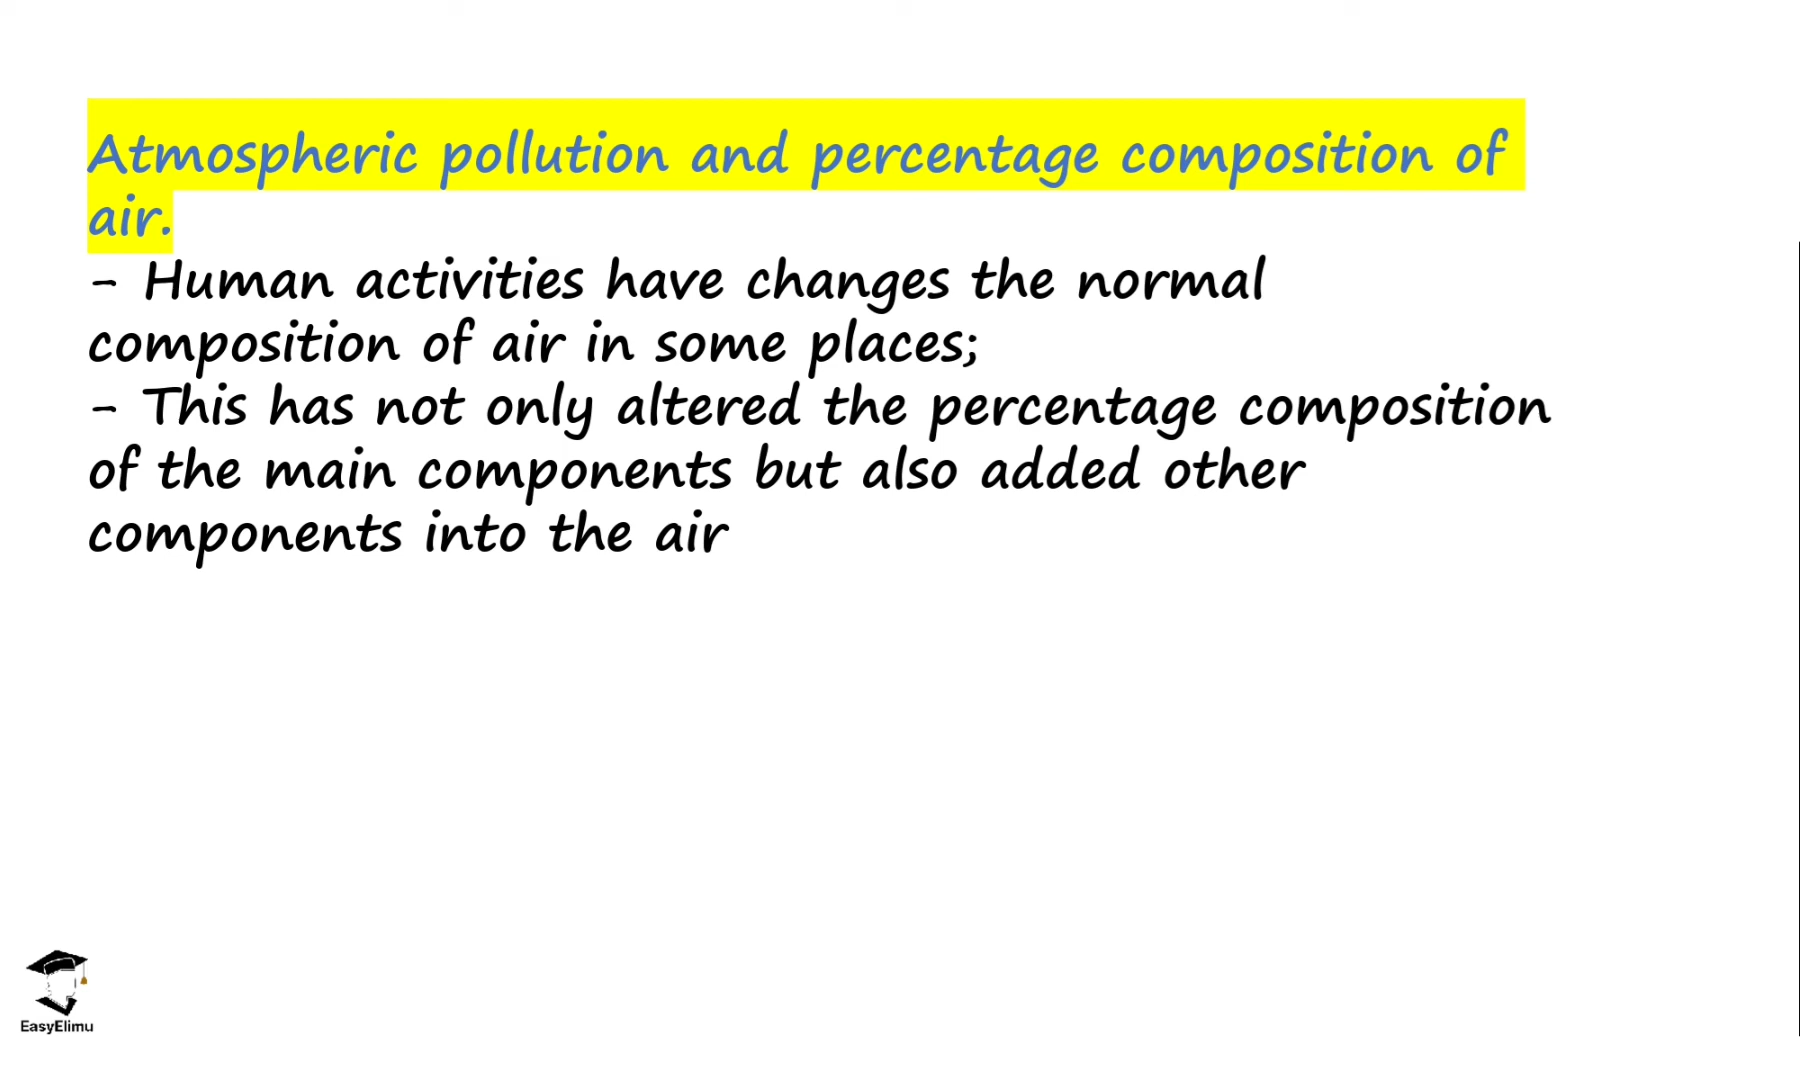 Atmospheric pollution and percentage composition of
air.
- Human activities have changes the normal
composition of air in some places;
- This has not only altered the percentage composition
of the main components but also added other
components into the air
EasyElimu